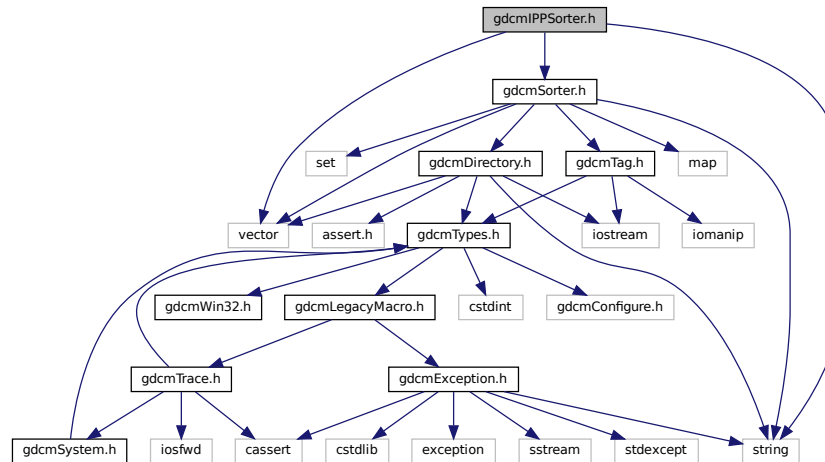 gdcmIPPSorter.h
gdcmSorter.h
set
gdcmDirectory.h
gdcmTag.h
map
vector
assert.h
gdcmTypes.h
iostream
iomanip
gdcmWin32.h
gdcmLegacyMacro.h
cstdint
gdcmConfigure.h
gdcmTrace.h
gdcmException.h
gdcmSystem.h
iosfwd
cassert
cstdlib
exception
sstream
stdexcept
string